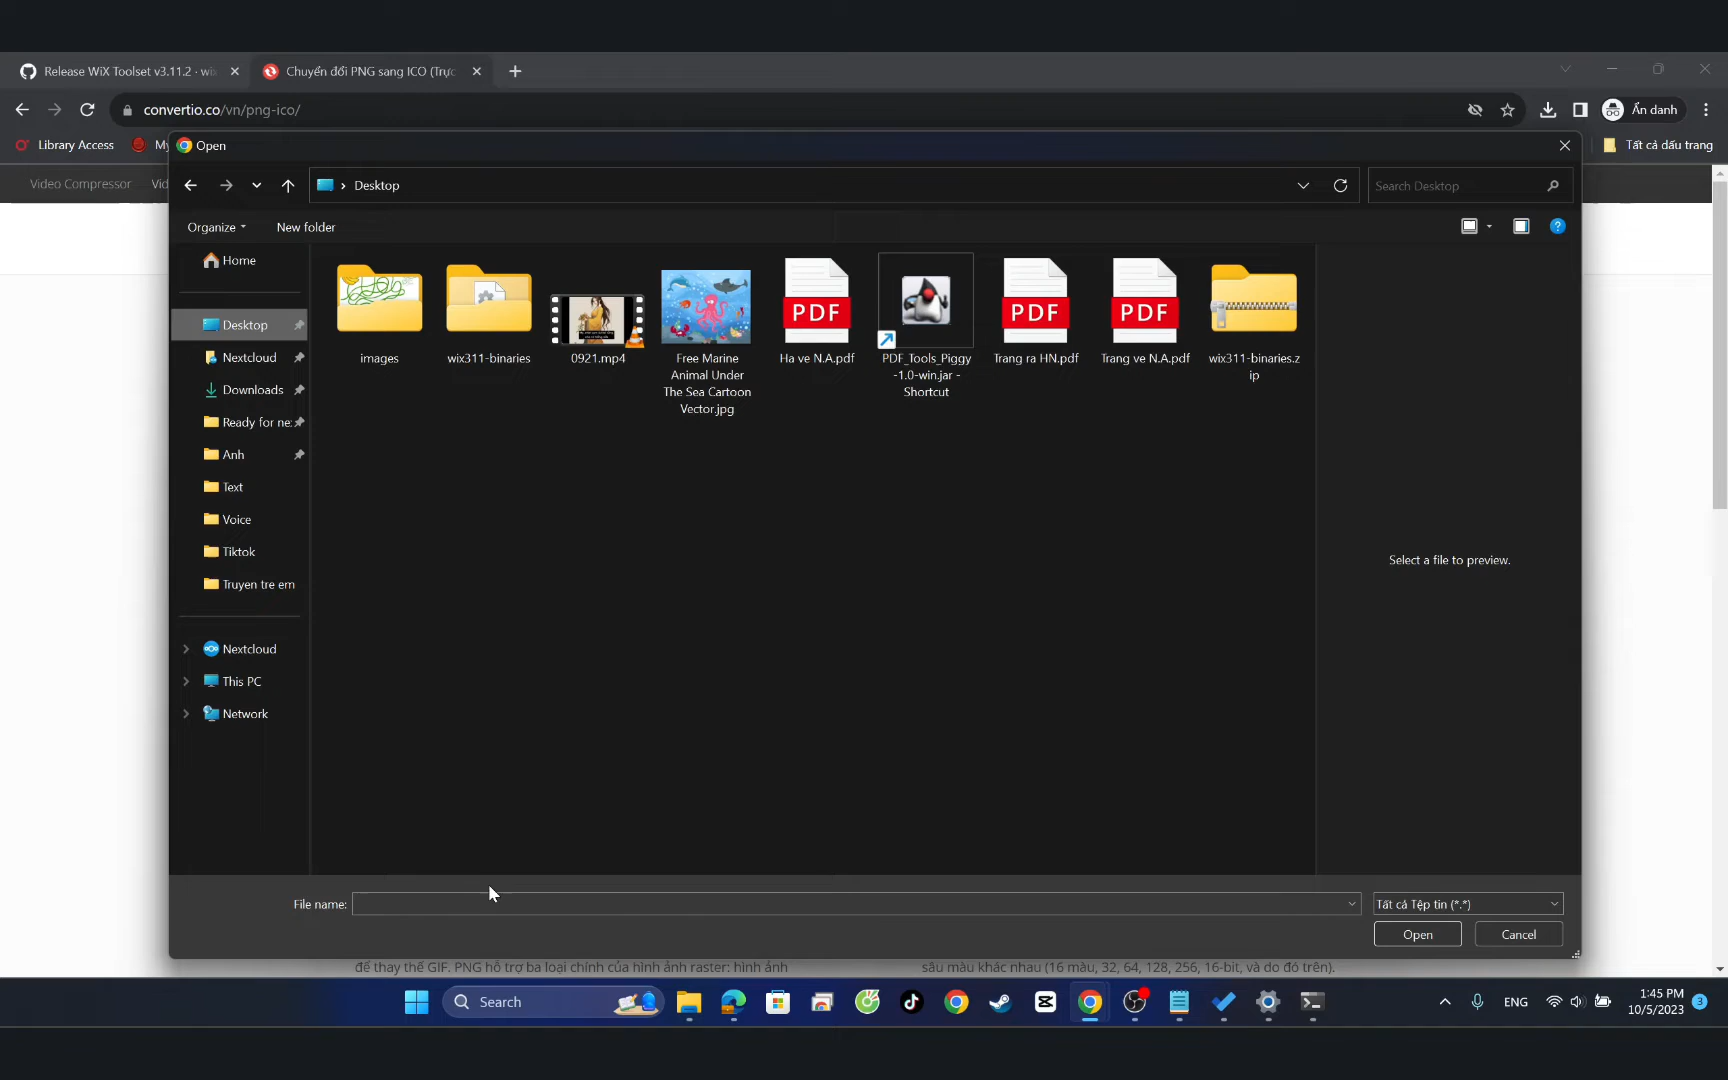 Release WiX Toolset v3.11.2 · wi
Chuyển đổi PNG sang ICO (Trực
convertio.co/vn/png-ico/
Ẩn danh
Library Access
My
Tất cả dấu trang
Open
Video Compressor
Vid
Desktop
Search Desktop
Organize
New folder
Home
Desktop
Nextcloud
Downloads
Ready for ne
Anh
Text
Voice
Tiktok
Truyen tre em
Nextcloud
This PC
Network
images
wix311-binaries
0921.mp4
Free Marine
Animal Under
The Sea Cartoon
Vector.jpg
PDF
Ha ve N.A.pdf
PDF_Tools_Piggy
-1.0-win.jar -
Shortcut
PDF
Trang ra HN.pdf
PDF
Trang ve N.A.pdf
wix311-binaries.z
ip
Select a file to preview.
File name:
Tất cả Tệp tin (*.*)
Open
Cancel
để thay thế GIF. PNG hỗ trợ ba loại chính của hình ảnh raster: hình ảnh
sâu màu khác nhau (16 màu, 32, 64, 128, 256, 16-bit, và do đó trên).
Search
ENG
1:45 PM
10/5/2023
3